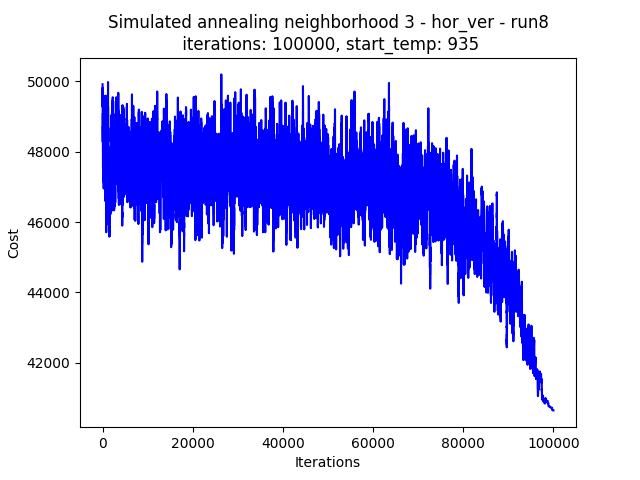 Simulated annealing neighborhood 3 - hor_ver - run8
iterations: 100000, start_temp: 935
50000
48000
46000
44000
42000
Cost
0
20000
40000
60000
80000
100000
Iterations